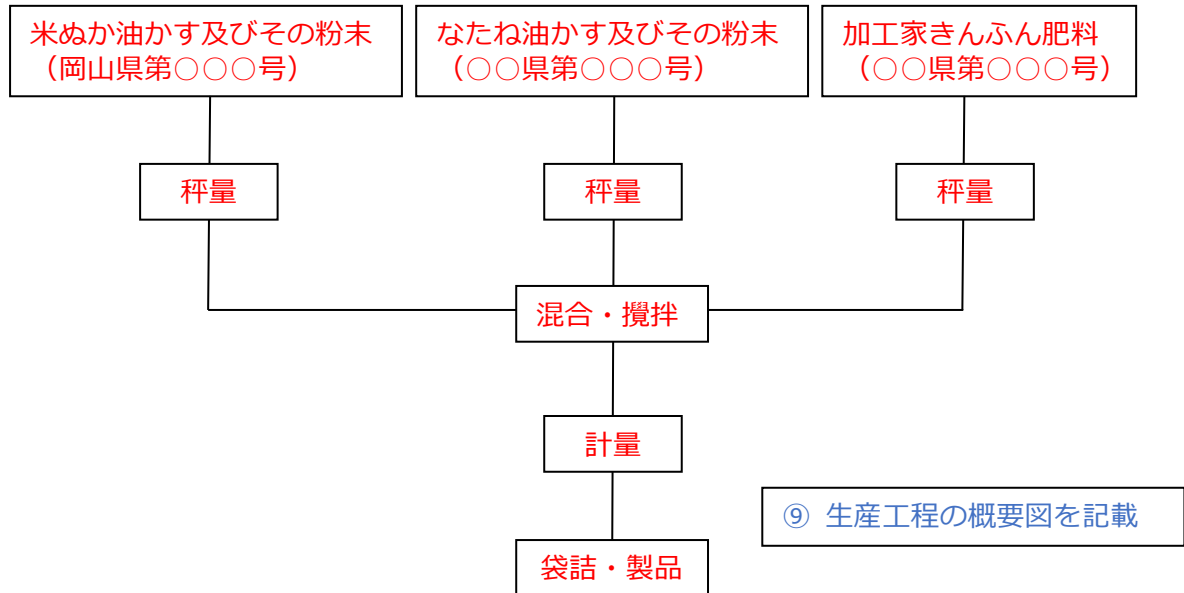 米ぬか油かす及びその粉末
(岡山県第○○○号)
なたね油かす及びその粉末
(○○県第○○○号)
加工家きんふん肥料
(○○県第○○○号)
秤量
秤量
秤量
混合・攪拌
計量
⑨ 生産工程の概要図を記載
袋詰・製品